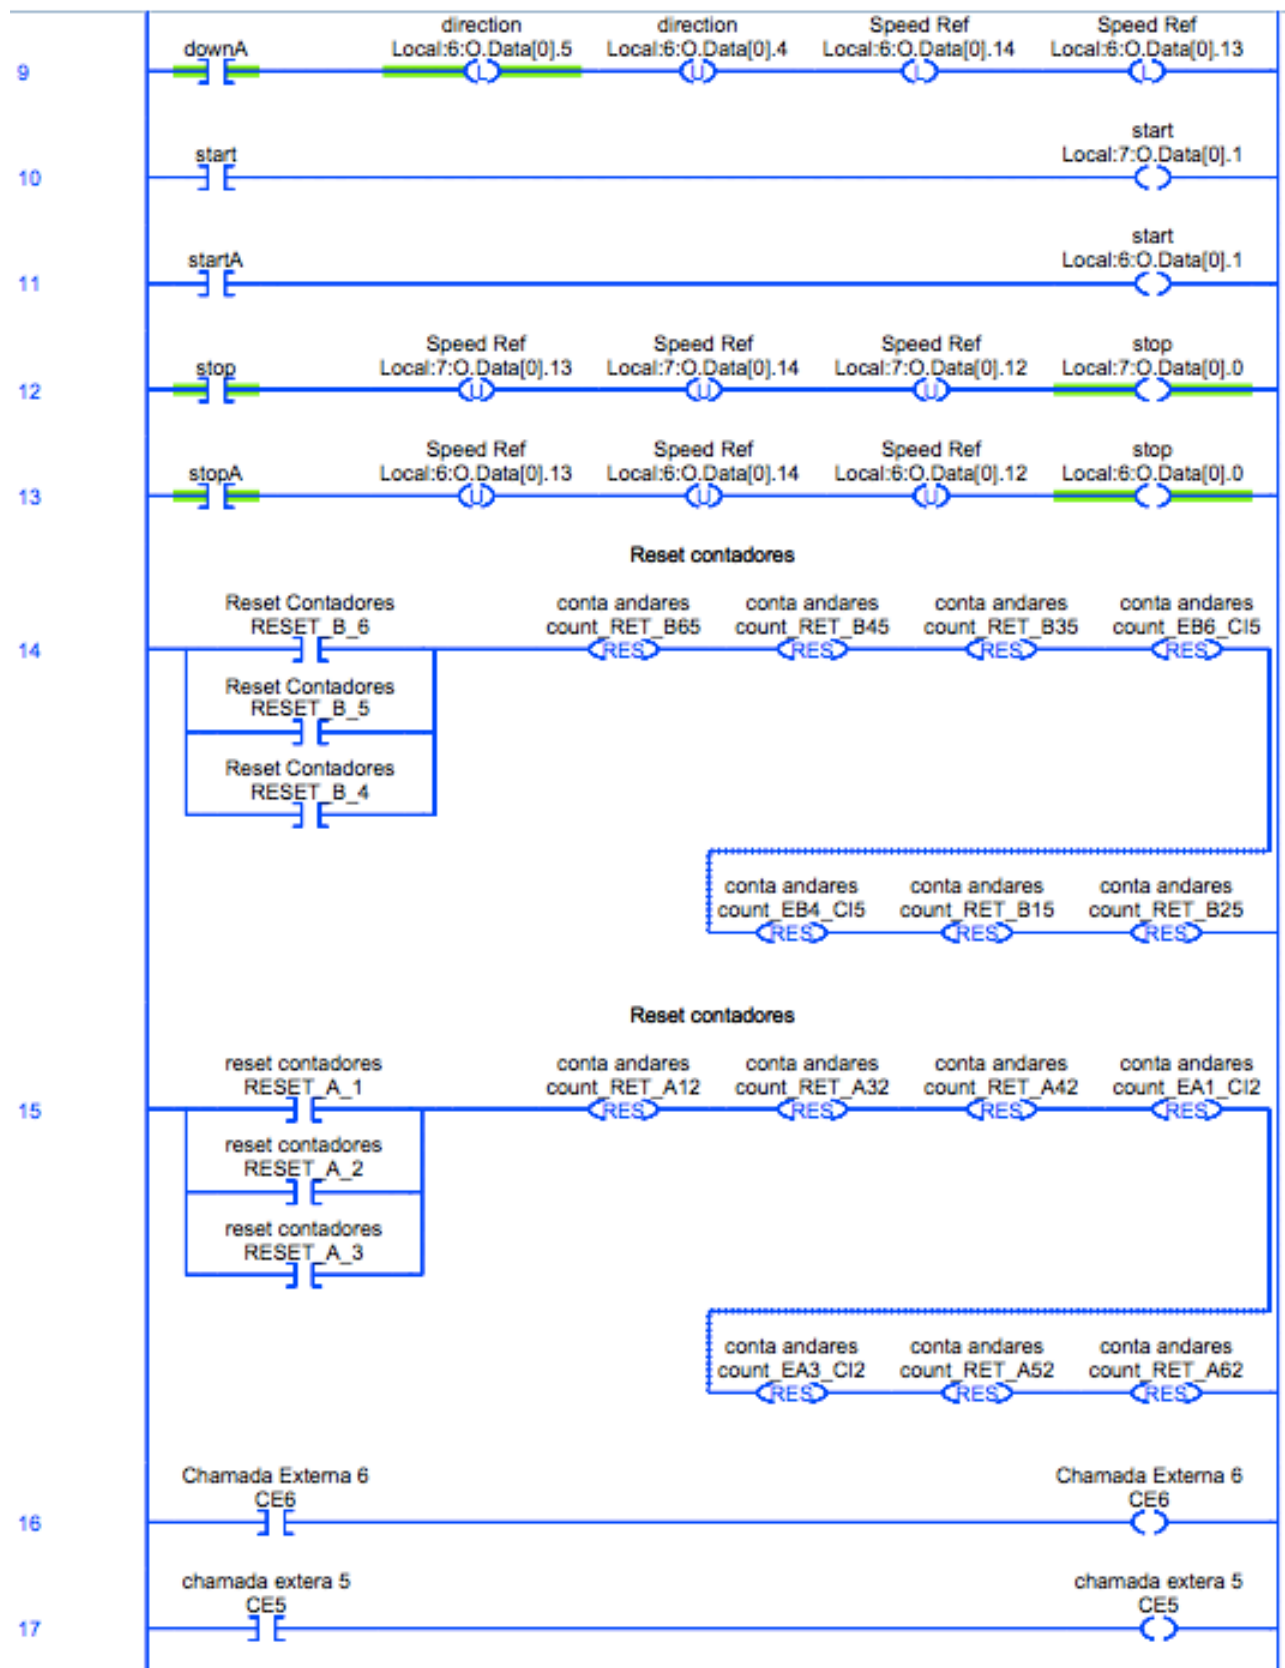 direction direction Speed Ref Speed Ref
downA Local:6:O.Data[0].5 Local:6:O.Data[0].4 Local:6:O.Data[0].14 Local:6:O.Data[0].13
9 L U L L
start
start Local:7:O.Data[0].1
10
start
startA Local:6:O.Data[0].1
11
Speed Ref Speed Ref Speed Ref stop
stop Local:7:O.Data[0].13 Local:7:O.Data[0].14 Local:7:O.Data[0].12 Local:7:O.Data[0].0
12 U U U
Speed Ref Speed Ref Speed Ref stop
stopA Local:6:O.Data[0].13 Local:6:O.Data[0].14 Local:6:O.Data[0].12 Local:6:O.Data[0].0
13 U U U
Reset contadores
Reset Contadores conta andares conta andares conta andares conta andares
RESET_B_6 count_RET_B65 count_RET_B45 count_RET_B35 count_EB6_CI5
14 RES RES RES RES
Reset Contadores
RESET_B_5
Reset Contadores
RESET_B_4
conta andares conta andares conta andares
count_EB4_CI5 count_RET_B15 count_RET_B25
RES RES RES
Reset contadores
reset contadores conta andares conta andares conta andares conta andares
RESET_A_1 count_RET_A12 count_RET_A32 count_RET_A42 count_EA1_CI2
15 RES RES RES RES
reset contadores
RESET_A_2
reset contadores
RESET_A_3
conta andares conta andares conta andares
count_EA3_CI2 count_RET_A52 count_RET_A62
RES RES RES
Chamada Externa 6 Chamada Externa 6
CE6 CE6
16
chamada extera 5 chamada extera 5
CE5 CE5
17